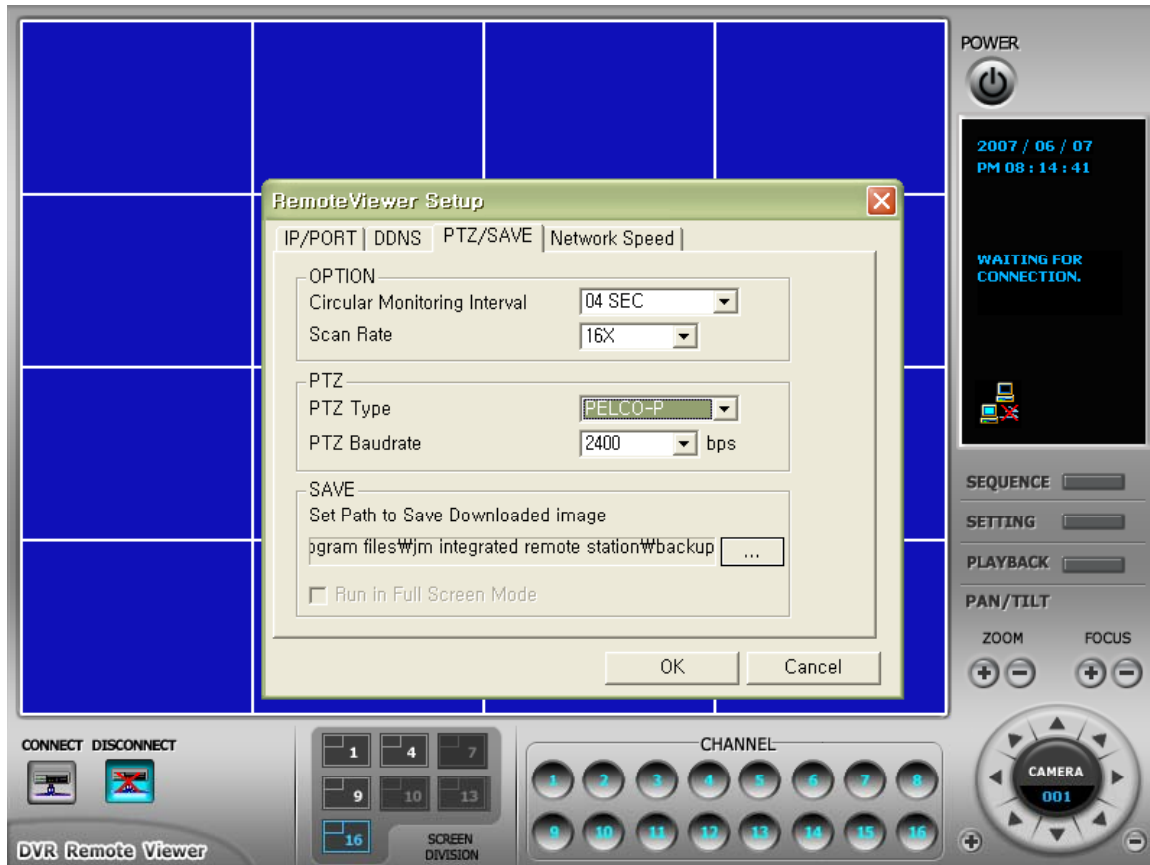 POWER
2007 / 06 / 07
PM 08 : 14 : 41
WAITING FOR
CONNECTION.
RemoteViewer Setup
IP/PORT DDNS PTZ/SAVE Network Speed
OPTION
Circular Monitoring Interval 04 SEC
Scan Rate 16X
PTZ
PTZ Type PELCO-P
PTZ Baudrate 2400 bps
SAVE
Set Path to Save Downloaded image
ogram files₩jm integrated remote station₩backup ...
Run in Full Screen Mode
OK Cancel
SEQUENCE
SETTING
PLAYBACK
PAN/TILT
ZOOM FOCUS
CAMERA
001
CONNECT DISCONNECT
1 4 7
9 10 13
16 SCREEN
DIVISION
CHANNEL
1 2 3 4 5 6 7 8
9 10 11 12 13 14 15 16
DVR Remote Viewer